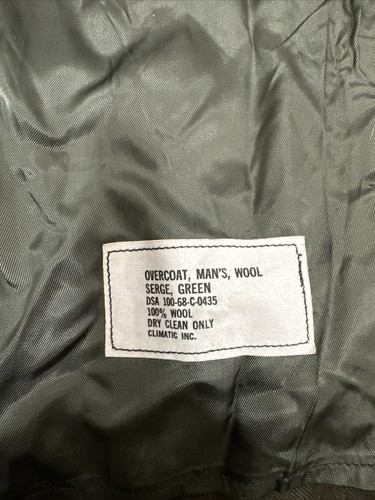 OVERCOAT, MAN'S, WOOL
SERGE, GREEN
DSA 100-68-C-0435
100% WOOL
DRY CLEAN ONLY
CLIMATIC INC.